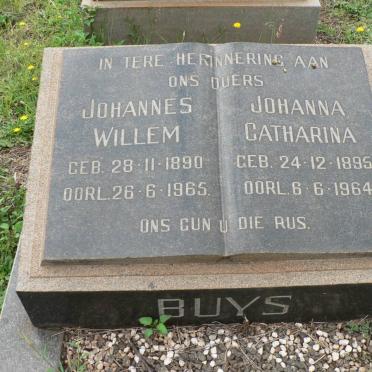 IN TERE HERINNERING AAN
ONS OUERS
JOHANNES
WILLEM
GEB. 28-11-1890
OORL. 26-6-1965.
JOHANNA
CATHARINA
GEB. 24-12-1895
OORL. 6-6-1964
ONS GUN U DIE RUS.
BUYS